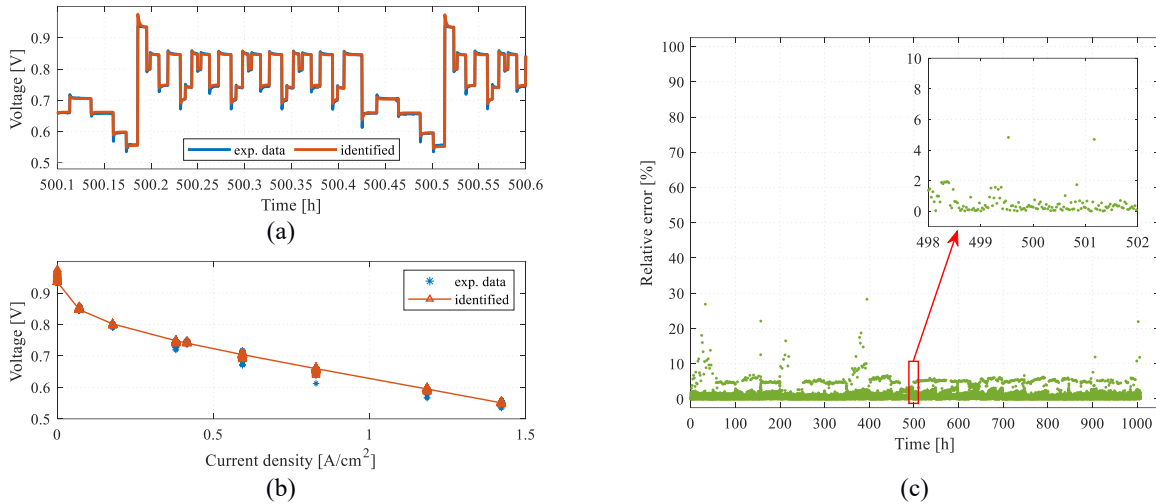 (a)
Voltage [V]
0.9
0.8
0.7
0.6
0.5
exp. data identified
500.1 500.15 500.2 500.25 500.3 500.35 500.4 500.45 500.5 500.55 500.6
Time [h]
(a)
Voltage [V]
0.9
0.8
0.7
0.6
0.5
exp. data
identified
0 0.5 1 1.5
Current density [A/cm²]
(b)
(c)
Relative error [%]
100
90
80
70
60
50
40
30
20
10
0
10
8
6
4
2
0
498 499 500 501 502
0 100 200 300 400 500 600 700 800 900 1000
Time [h]
(c)